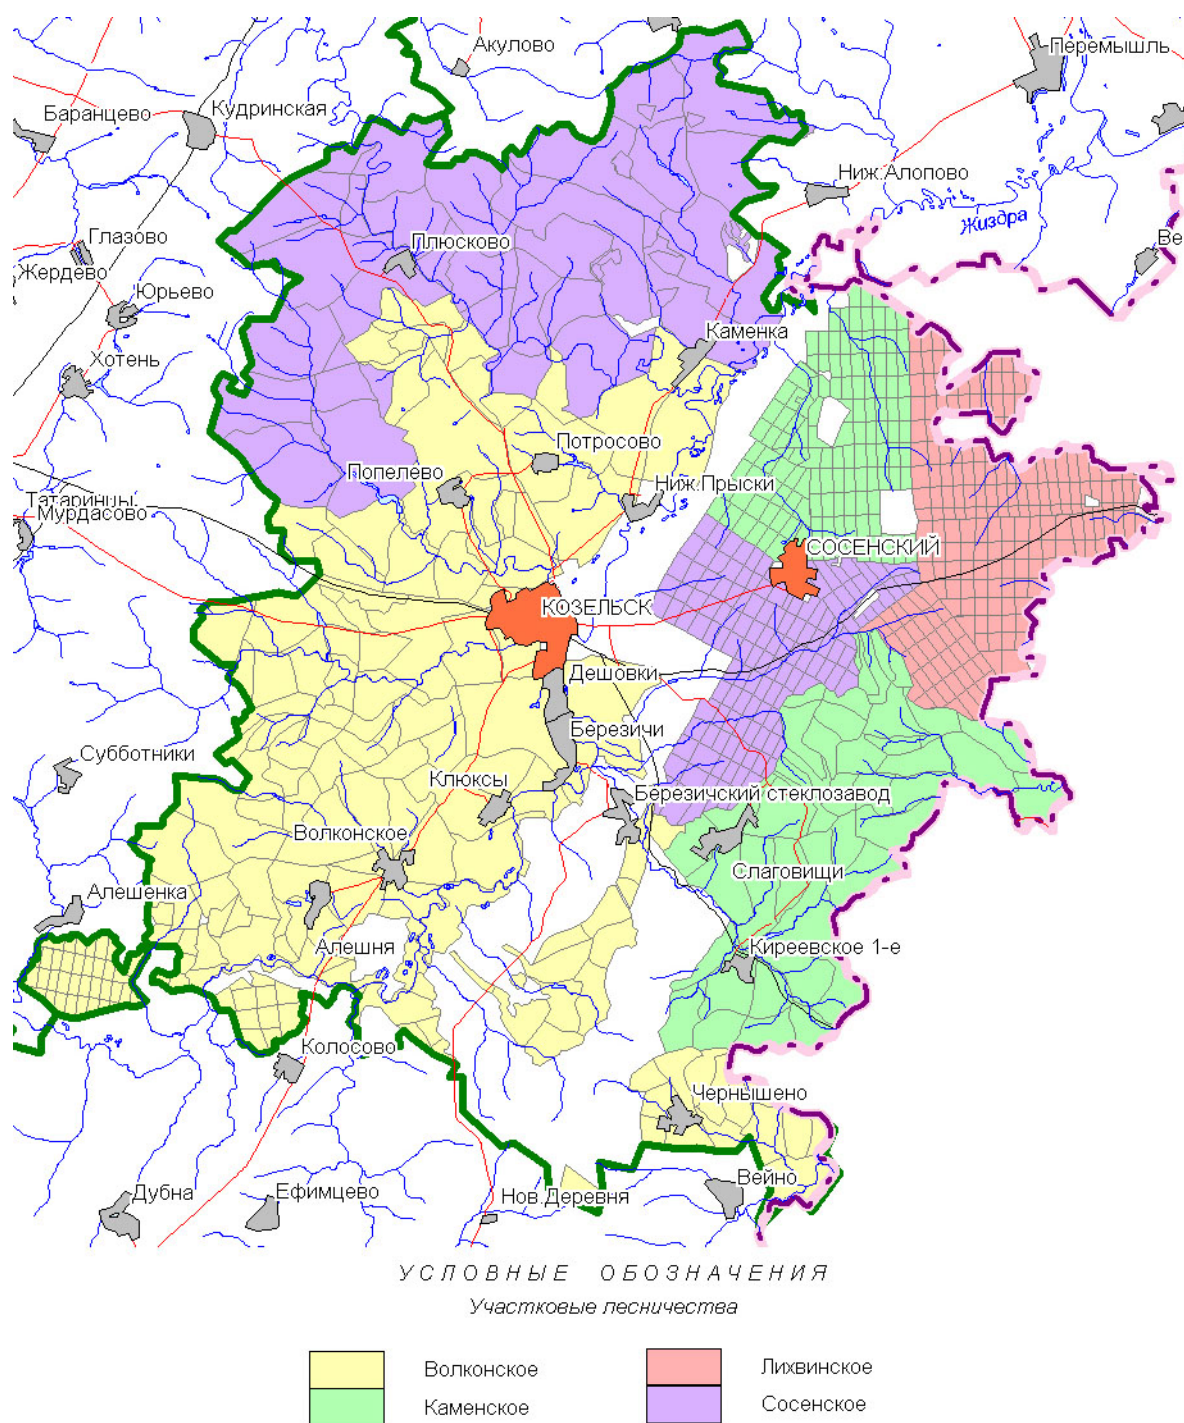 Акулово
Перемышль
Баранцево
Кудринская
Ниж.Алопово
Жиздра
Глазово
Плюсково
Ве
Жердево
Юрьево
Каменка
Хотень
Потросово
Попелево
Ниж.Прыски
Татаринцы
Мурдасово
СОСЕНСКИЙ
КОЗЕЛЬСК
Дешовки
Березичи
Субботники
Клюксы
Березичский стеклозавод
Волконское
Слаговищи
Алешенка
Алешня
Киреевское 1-е
Колосово
Чернышено
Вейно
Дубна
Ефимцево
Нов.Деревня
УСЛОВНЫЕ ОБОЗНАЧЕНИЯ
Участковые лесничества
Волконское
Лихвинское
Каменское
Сосенское